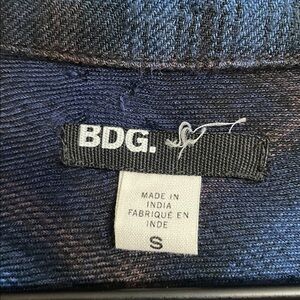 BDG.
MADE IN
INDIA
FABRIQUÉ EN
INDE
S